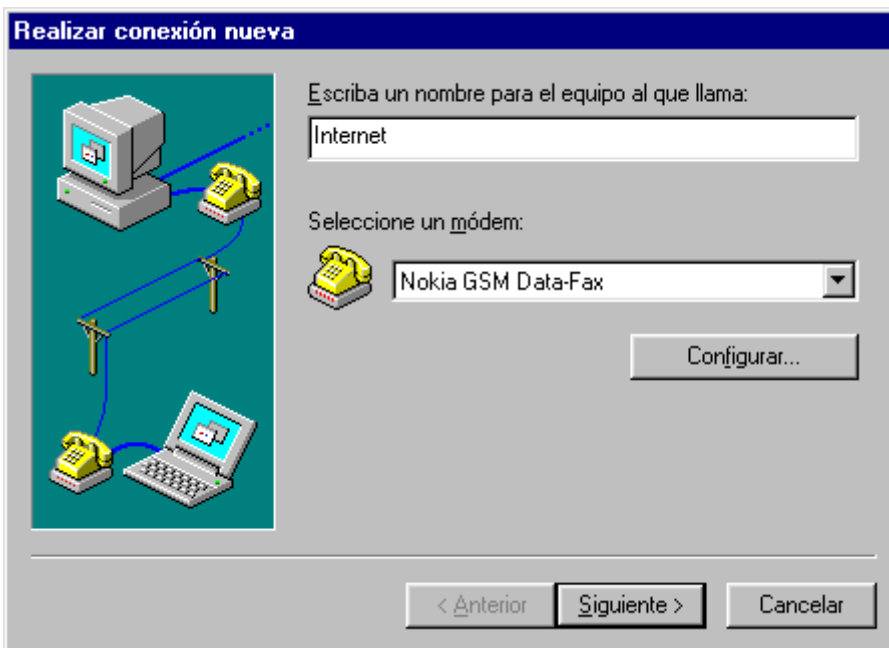 Realizar conexión nueva
Escriba un nombre para el equipo al que llama:
Internet
Seleccione un módem:
Nokia GSM Data-Fax
Configurar...
< Anterior
Siguiente >
Cancelar